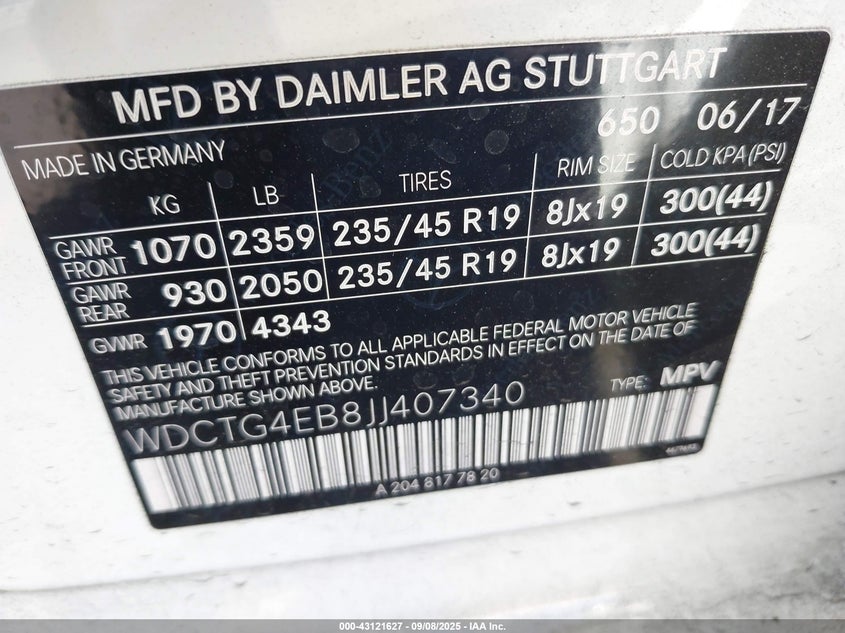 MFD BY DAIMLER AG STUTTGART
650 06/17
MADE IN GERMANY
KG LB TIRES RIM SIZE COLD KPA (PSI)
GAWR FRONT 1070 2359 235/45 R19 8Jx19 300(44)
GAWR REAR 930 2050 235/45 R19 8Jx19 300(44)
GVWR 1970 4343
THIS VEHICLE CONFORMS TO ALL APPLICABLE FEDERAL MOTOR VEHICLE
SAFETY AND THEFT PREVENTION STANDARDS IN EFFECT ON THE DATE OF
MANUFACTURE SHOWN ABOVE.
TYPE: MPV
WDCTG4EB8JJ407340
A 204 817 78 20
000-43121627 - 09/08/2025 - IAA Inc.